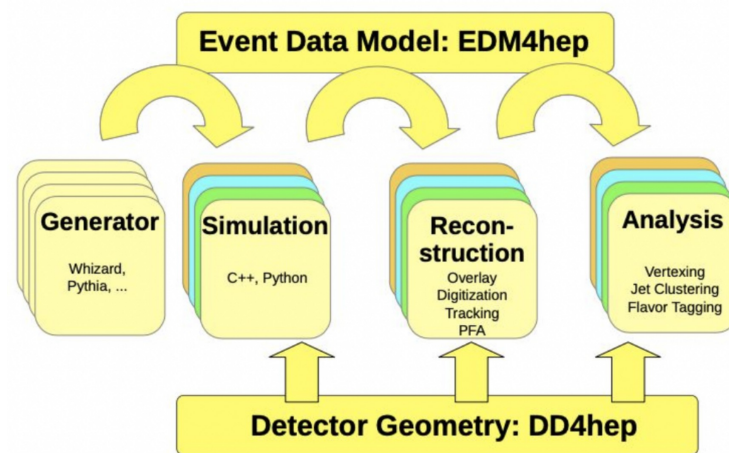 Event Data Model: EDM4hep
Generator
Whizard,
Pythia, ...
Simulation
C++, Python
Recon-
struction
Overlay
Digitization
Tracking
PFA
Analysis
Vertexing
Jet Clustering
Flavor Tagging
Detector Geometry: DD4hep